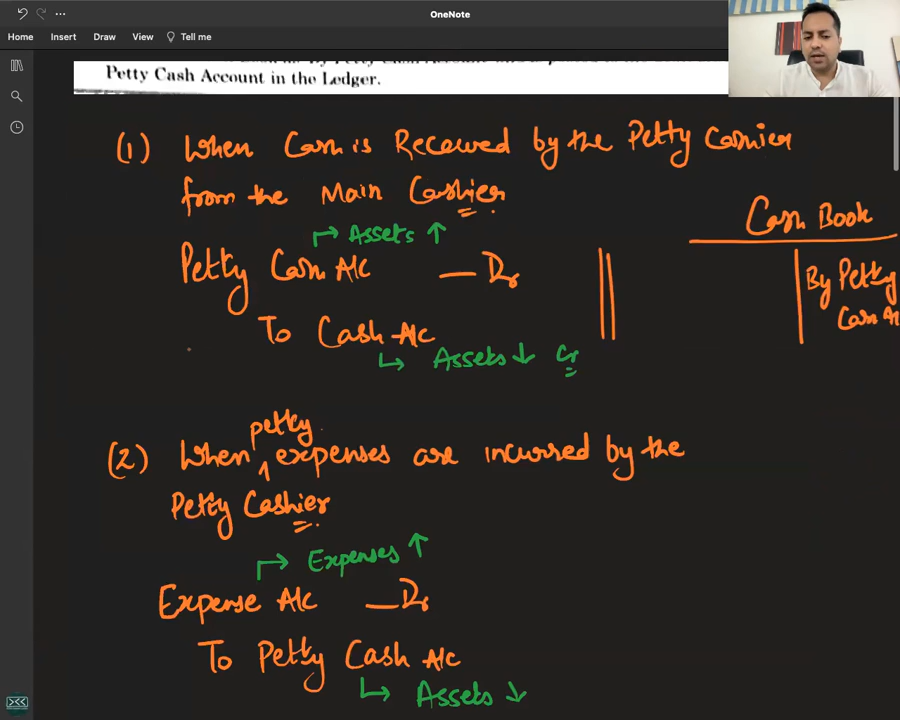 OneNote
Home Insert Draw View Tell me
Petty Cash Account in the Ledger.
(1) When Cash is Received by the Petty Cashier
from the Main Cashier
Assets ↑
Cash Book
Petty Cash A/c — Dr
By Petty
Cash A/
To Cash A/c
Assets ↓ Cr
petty
(2) When ^ expenses are incurred by the
Petty Cashier
Expenses ↑
Expense A/c — Dr
To Petty Cash A/c
Assets ↓